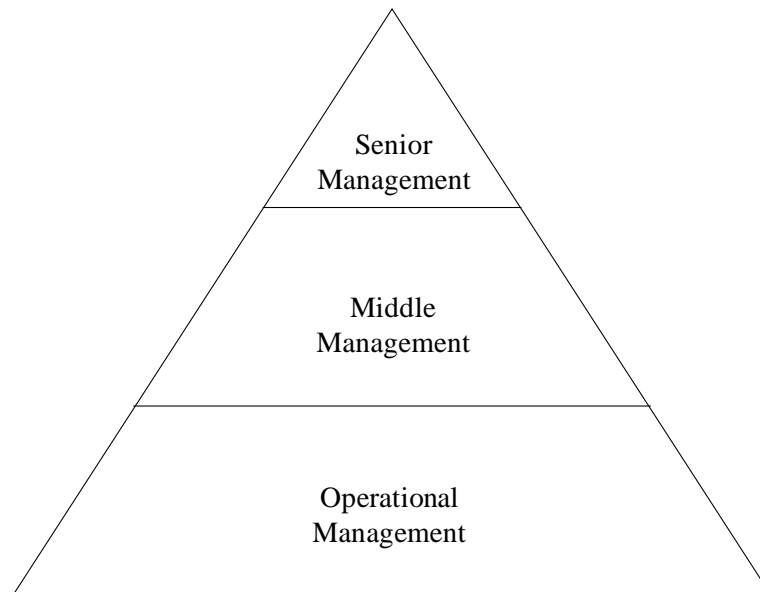 Senior
Management
Middle
Management
Operational
Management